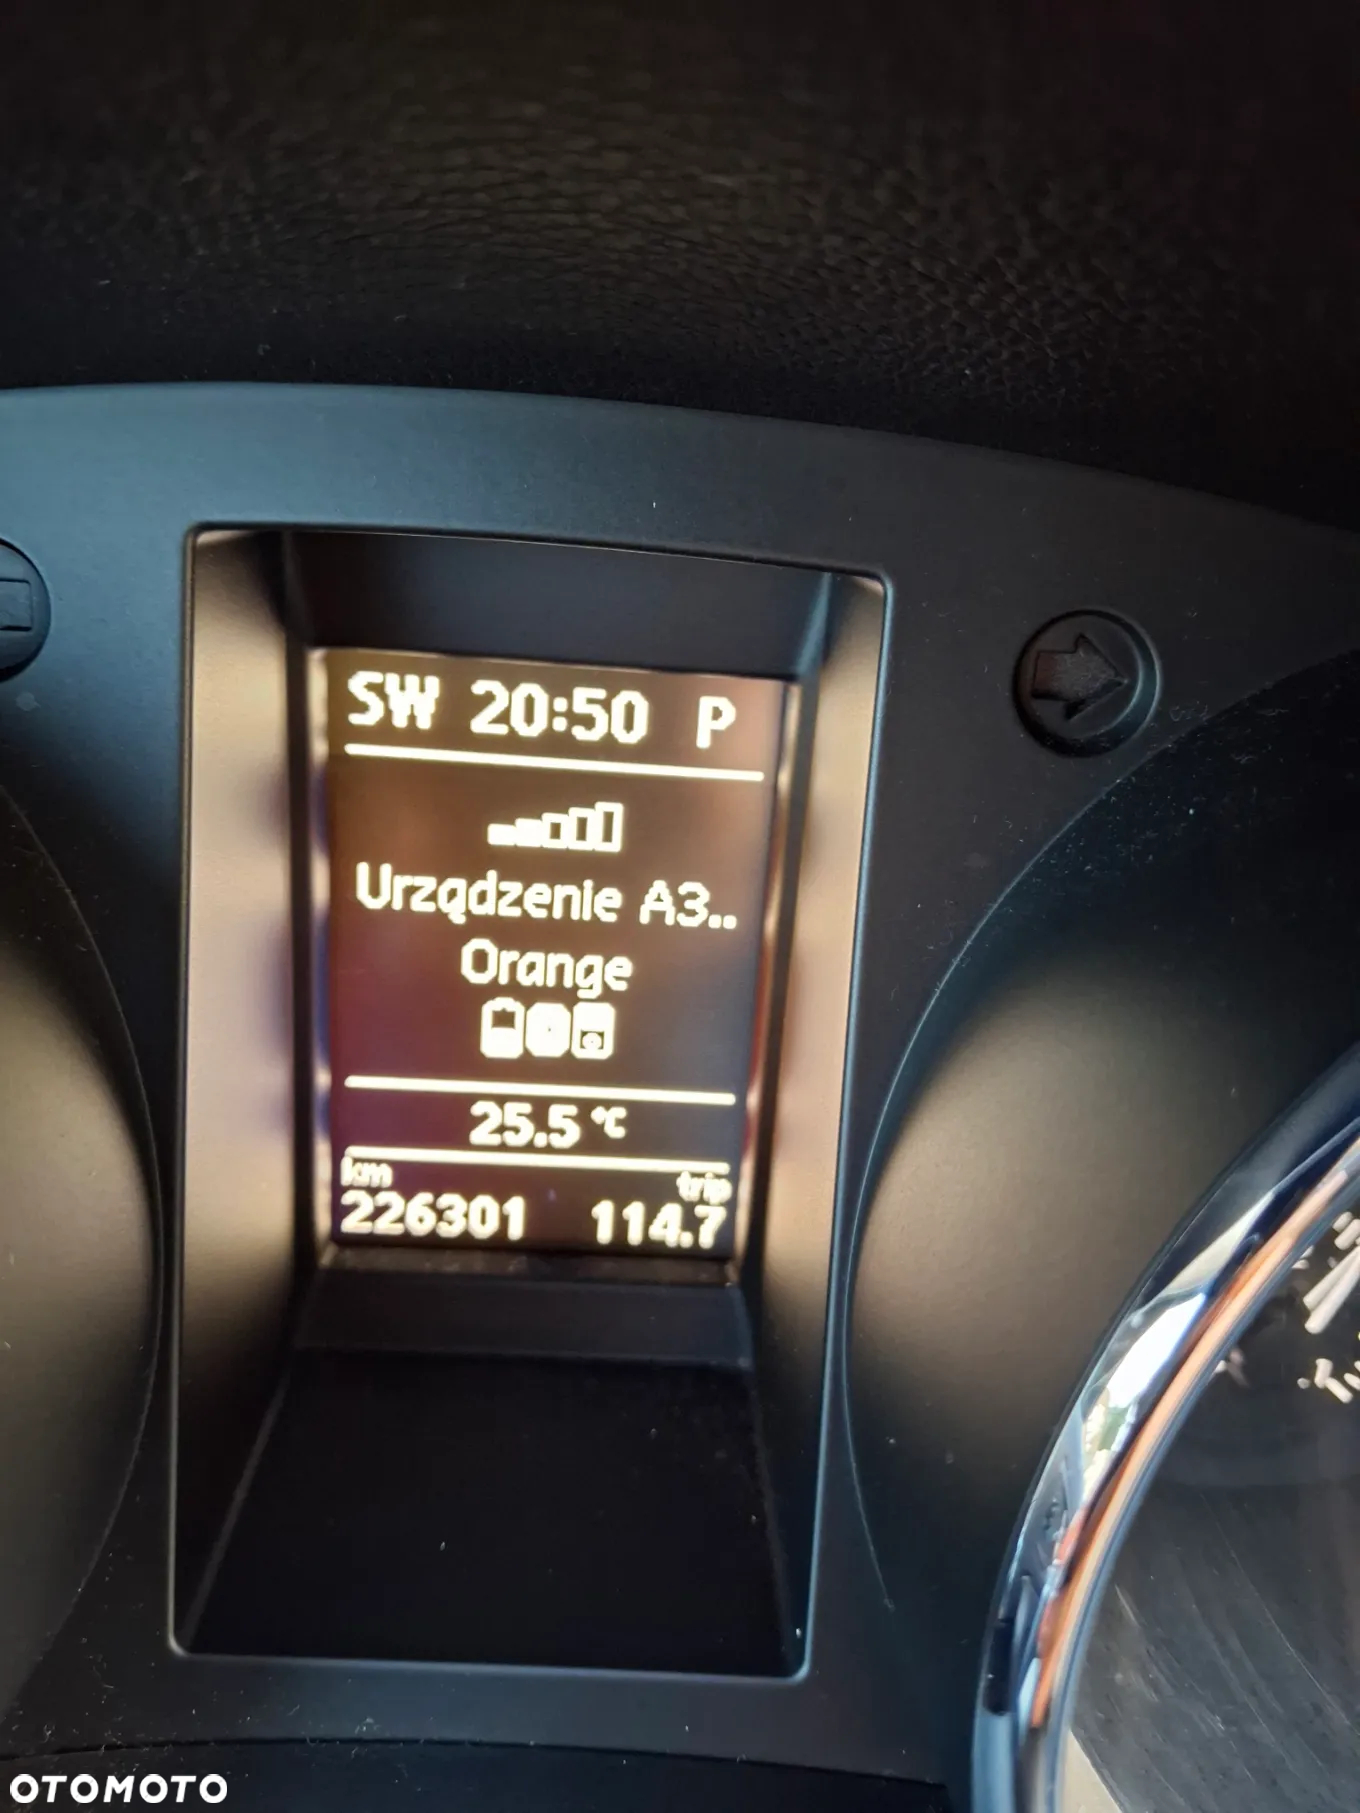 SW 20:50 P
Urządzenie A3..
Orange
25.5 °C
km trip
226301 114.7
OTOMOTO